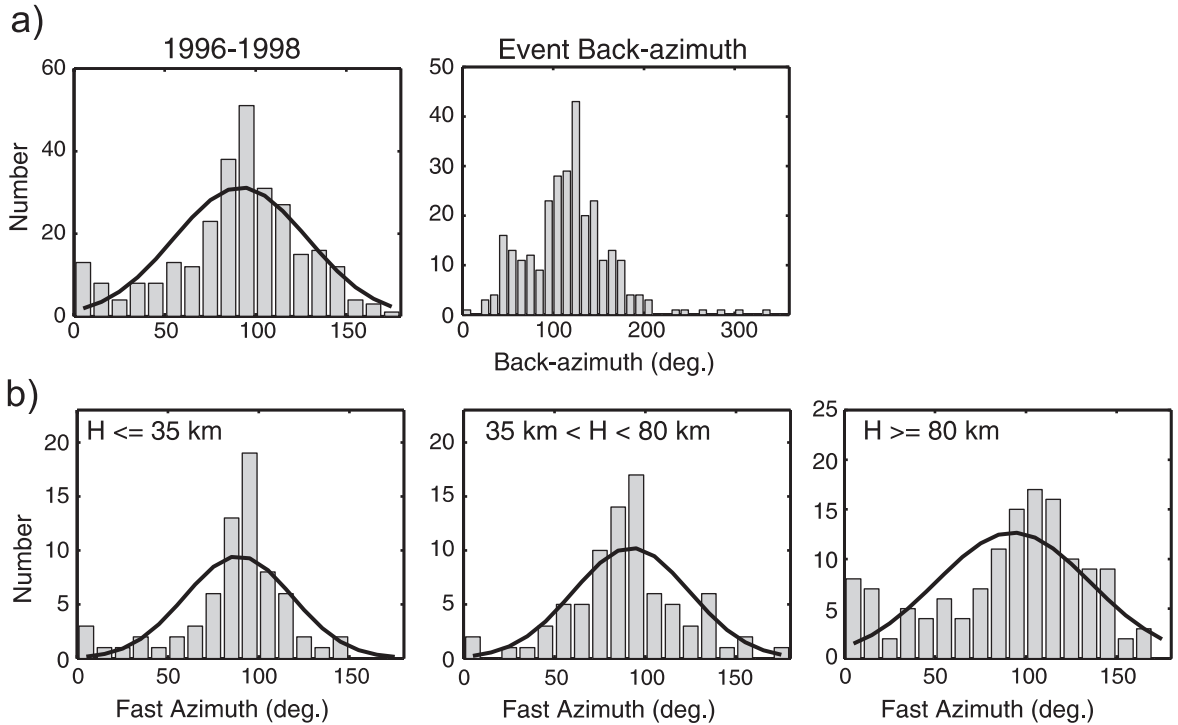 a)
1996-1998
Event Back-azimuth
60
40
20
0
Number
0 50 100 150
50
40
30
20
10
0
0 100 200 300
Back-azimuth (deg.)
b)
H <= 35 km
20
15
10
5
0
Number
0 50 100 150
Fast Azimuth (deg.)
35 km < H < 80 km
20
15
10
5
0
0 50 100 150
Fast Azimuth (deg.)
H >= 80 km
25
20
15
10
5
0
0 50 100 150
Fast Azimuth (deg.)